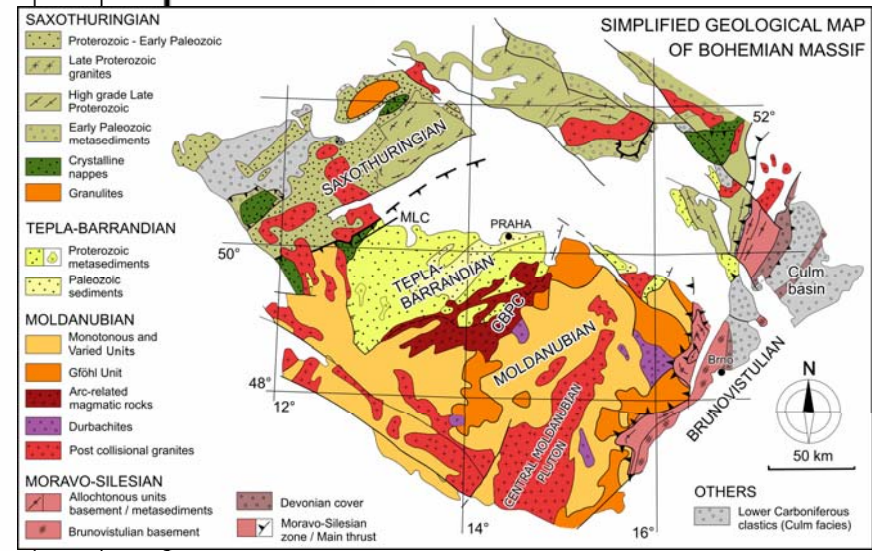 SIMPLIFIED GEOLOGICAL MAP
OF BOHEMIAN MASSIF
SAXOTHURINGIAN
Proterozoic - Early Paleozoic
Late Proterozoic
granites
High grade Late
Proterozoic
Early Paleozoic
metasediments
Crystalline
nappes
Granulites
TEPLA-BARRANDIAN
Proterozoic
metasediments
Paleozoic
sediments
MOLDANUBIAN
Monotonous and
Varied Units
Gföhl Unit
Arc-related
magmatic rocks
Durbachites
Post collisional granites
MORAVO-SILESIAN
Allochtonous units
basement / metasediments
Brunovistulian basement
Devonian cover
Moravo-Silesian
zone / Main thrust
52°
SAXOTHURINGIAN
MLC
PRAHA
50°
TEPLA-
BARRANDIAN
CBPC
Culm
basin
MOLDANUBIAN
Brno
BRUNOVISTULIAN
48°
12°
CENTRAL MOLDANUBIAN
PLUTON
14°
16°
N
50 km
OTHERS
Lower Carboniferous
clastics (Culm facies)